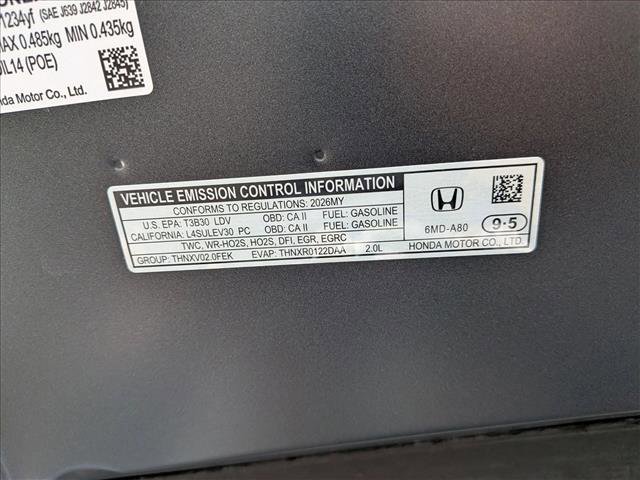 1234yf (SAE J639 J2842 J2845)
MAX 0.485kg MIN 0.435kg
OIL14 (POE)
Honda Motor Co., Ltd.
VEHICLE EMISSION CONTROL INFORMATION
CONFORMS TO REGULATIONS: 2026MY
U.S. EPA: T3B30 LDV OBD: CA II FUEL: GASOLINE
CALIFORNIA: L4SULEV30 PC OBD: CA II FUEL: GASOLINE
TWC, WR-HO2S, HO2S, DFI, EGR, EGRC
GROUP: THNXV02.0FEK EVAP: THNXR0122DAA 2.0L
6MD-A80
9·5
HONDA MOTOR CO., LTD.